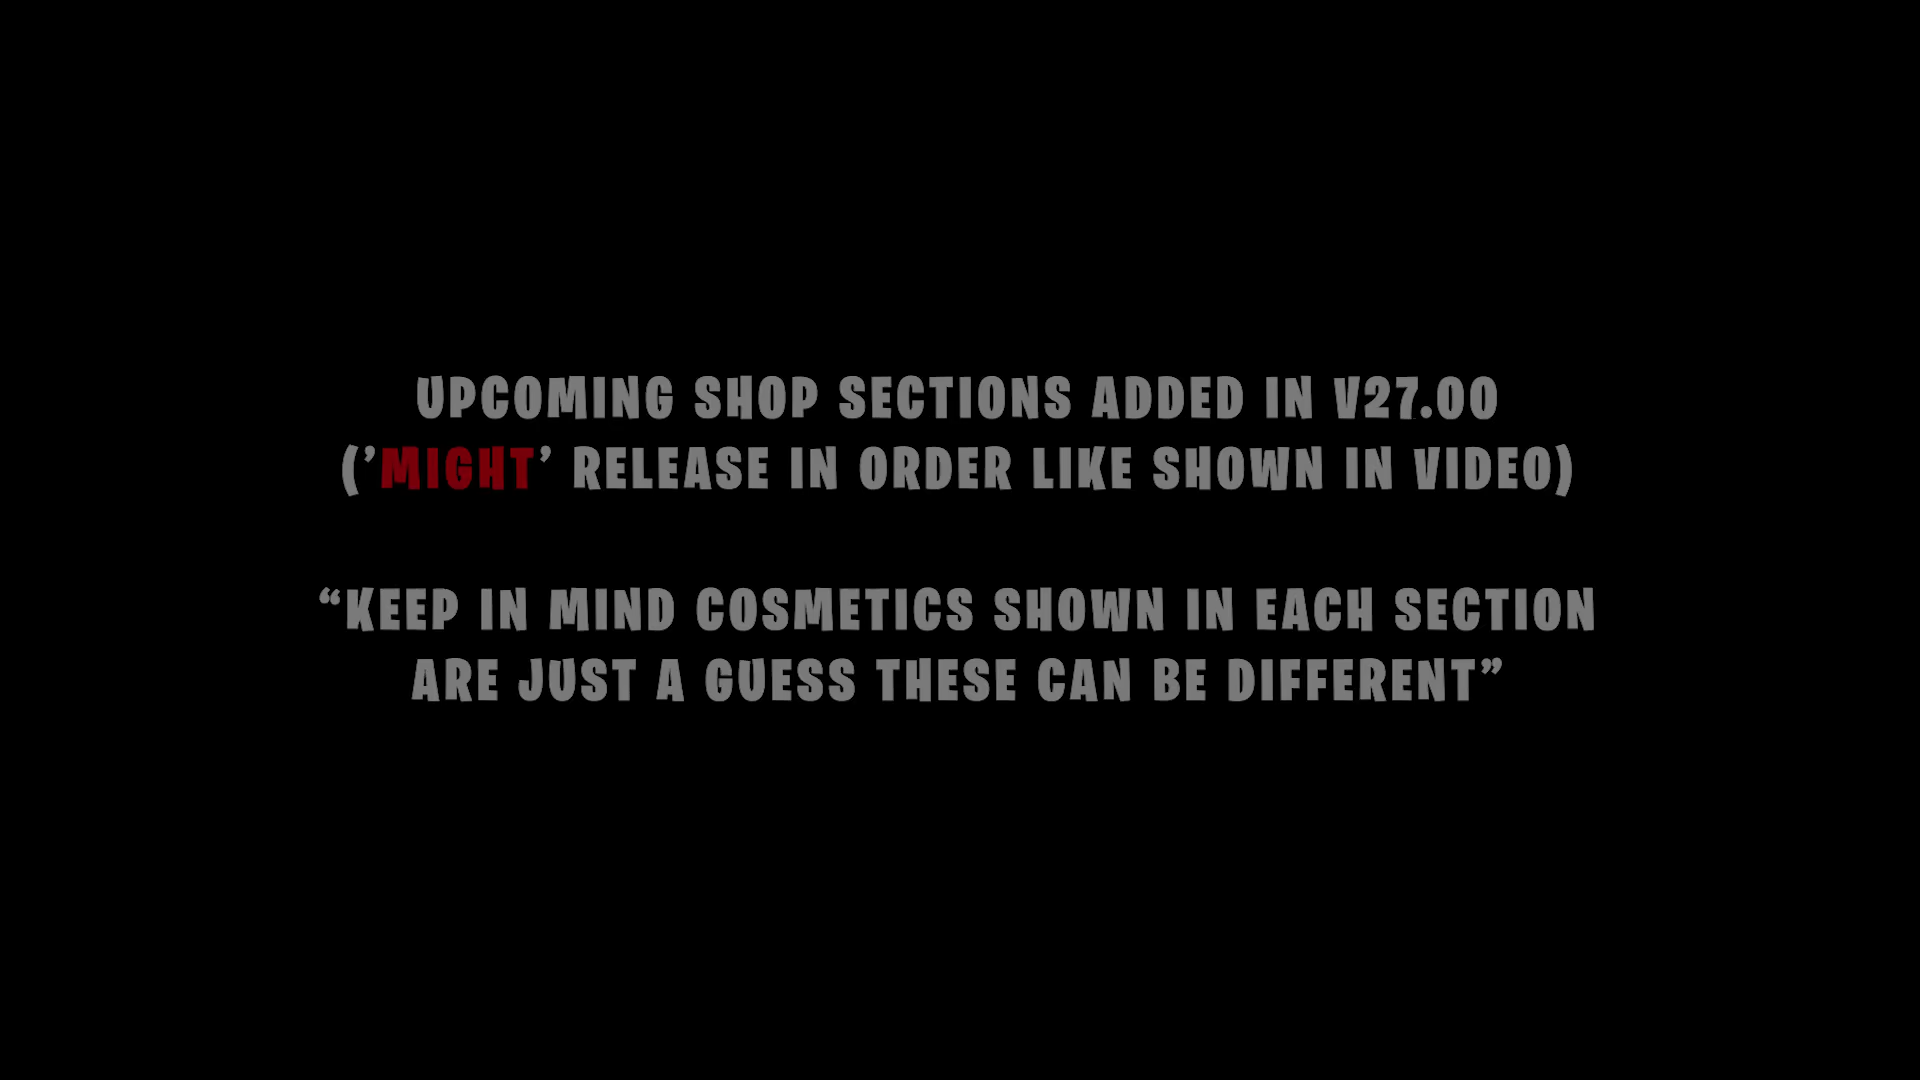 UPCOMING SHOP SECTIONS ADDED IN V27.00
(’MIGHT’ RELEASE IN ORDER LIKE SHOWN IN VIDEO)
“KEEP IN MIND COSMETICS SHOWN IN EACH SECTION
ARE JUST A GUESS THESE CAN BE DIFFERENT”